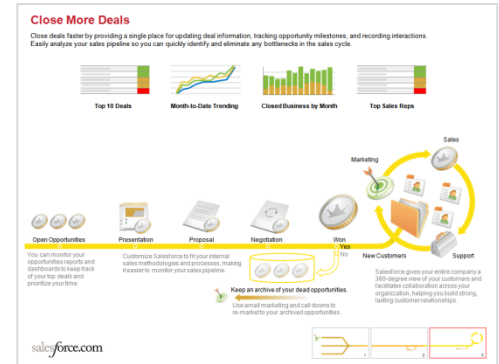 Close More Deals
Close deals faster by providing a single place for updating deal information, tracking opportunity milestones, and recording interactions.
Easily analyze your sales pipeline so you can quickly identify and eliminate any bottlenecks in the sales cycle.
Top 10 Deals
Month-to-Date Trending
Closed Business by Month
Top Sales Reps
Sales
Marketing
Open Opportunities
Presentation
Proposal
Negotiation
Won
Yes
No
New Customers
Support
You can monitor your
opportunities reports and
dashboards to keep track
of your top deals and
prioritize your time.
Customize Salesforce to fit your internal
sales methodologies and processes, making
it easier to monitor your sales pipeline.
Salesforce gives your entire company a
360-degree view of your customers and
facilitates collaboration across your
organization, helping you build strong,
lasting customer relationships.
Keep an archive of your dead opportunities.
Use email marketing and call downs to
re-market to your archived opportunities.
salesforce.com
1
2
3